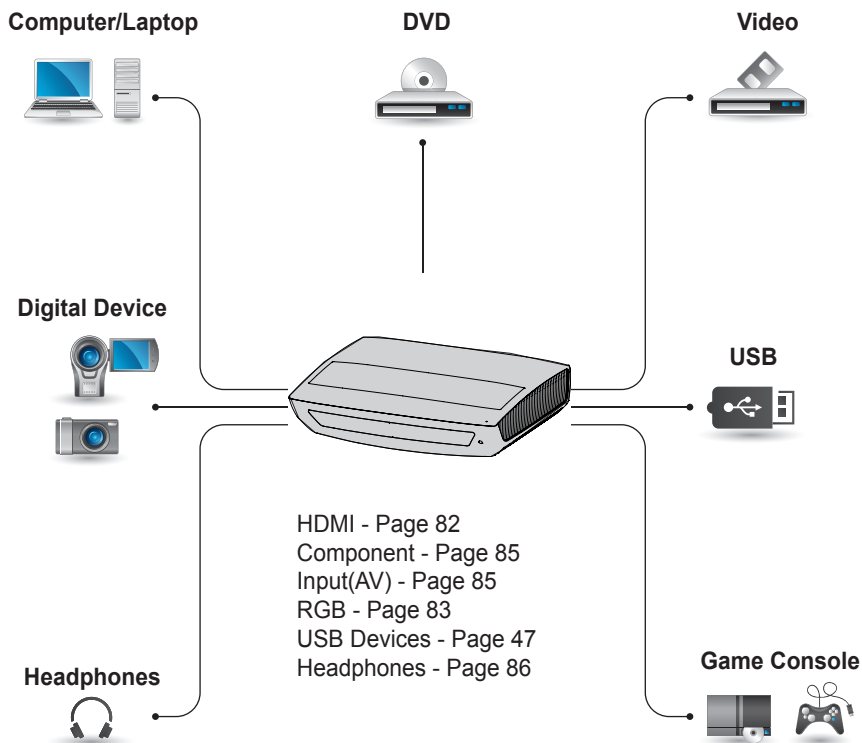 Computer/Laptop
DVD
Video
Digital Device
USB
HDMI - Page 82
Component - Page 85
Input(AV) - Page 85
RGB - Page 83
USB Devices - Page 47
Headphones - Page 86
Headphones
Game Console